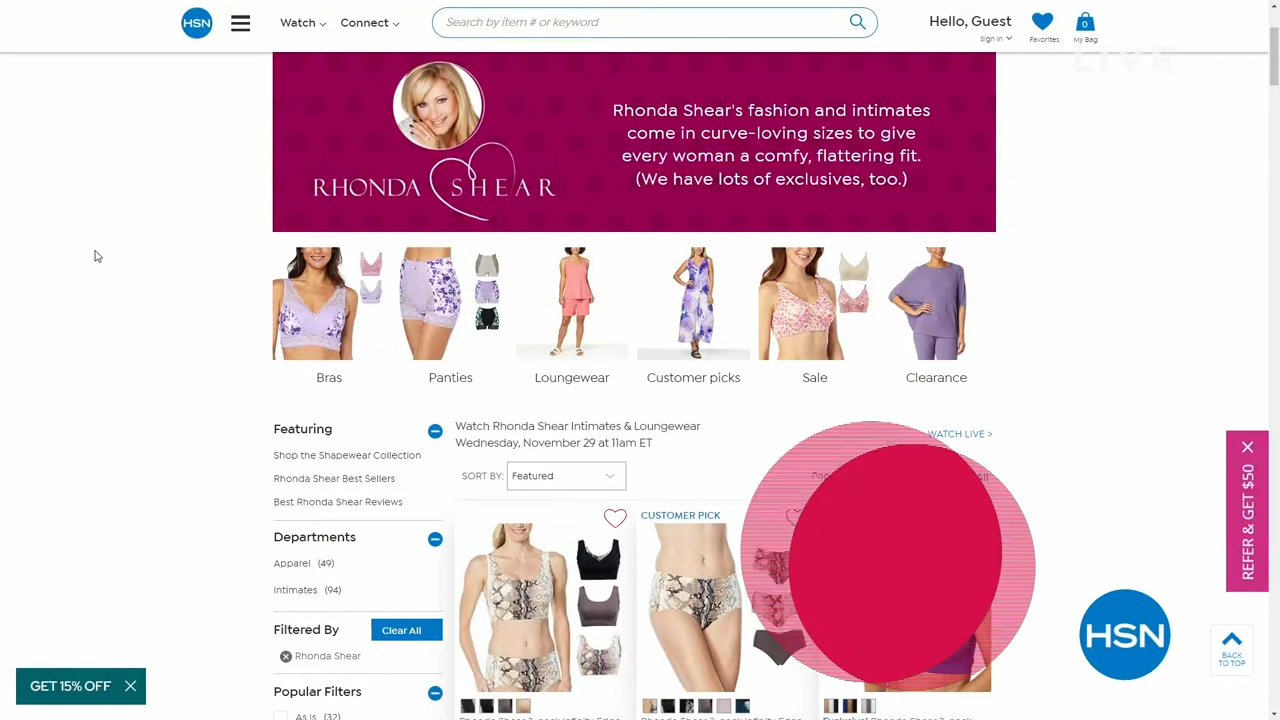 HSN
Watch
Connect
Search by item # or keyword
Hello, Guest
Sign In
Favorites
0
My Bag
LIVE
RHONDA SHEAR
Rhonda Shear's fashion and intimates
come in curve-loving sizes to give
every woman a comfy, flattering fit.
(We have lots of exclusives, too.)
Bras
Panties
Loungewear
Customer picks
Sale
Clearance
Featuring
Shop the Shapewear Collection
Rhonda Shear Best Sellers
Best Rhonda Shear Reviews
Departments
Apparel (49)
Intimates (94)
Filtered By
Clear All
Rhonda Shear
Popular Filters
As Is (32)
Watch Rhonda Shear Intimates & Loungewear
Wednesday, November 29 at 11am ET
WATCH LIVE >
SORT BY:
Featured
CUSTOMER PICK
REFER & GET $50
HSN
BACK
TO TOP
GET 15% OFF